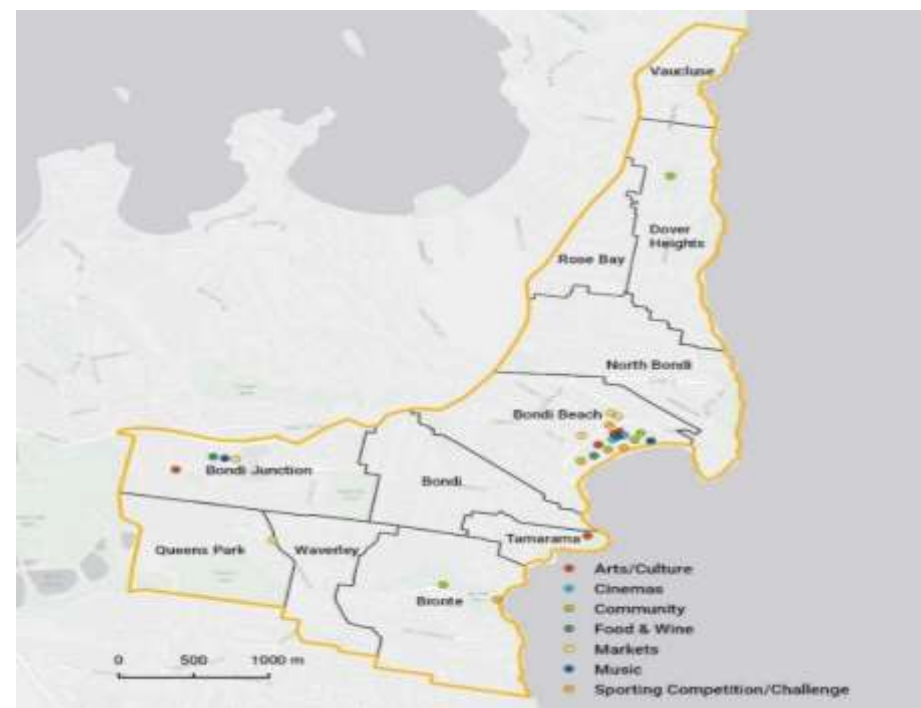 Vaucluse
Dover
Heights
Rose Bay
North Bondi
Bondi Beach
Bondi Junction
Bondi
Tamarama
Queens Park
Waverley
Bronte
Arts/Culture
Cinemas
Community
Food & Wine
Markets
Music
Sporting Competition/Challenge
0 500 1000 m